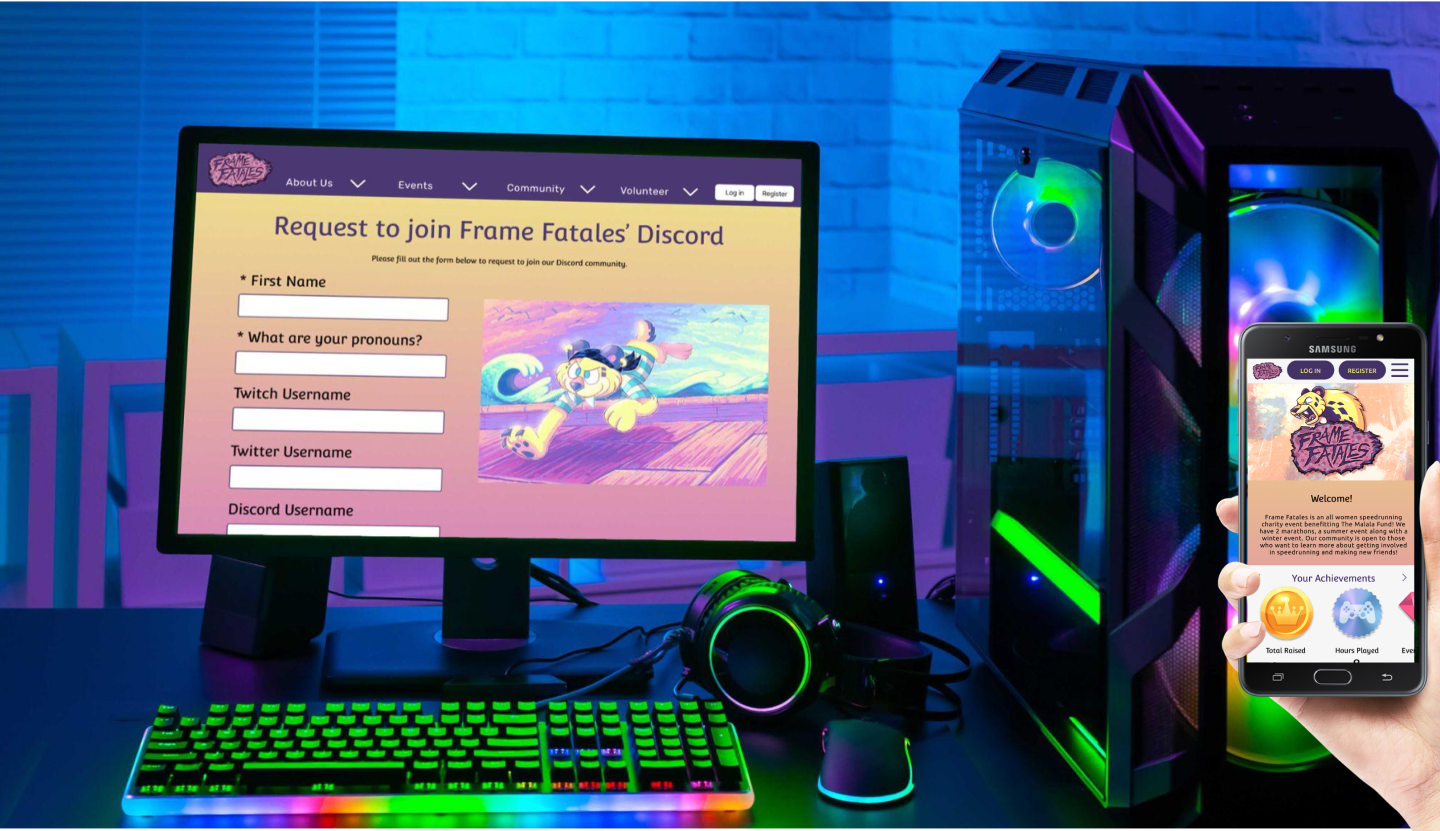 FRAME
FATALES
About Us
Events
Community
Volunteer
Log in
Register
Request to join Frame Fatales' Discord
Please fill out the form below to request to join our Discord community.
* First Name
* What are your pronouns?
Twitch Username
Twitter Username
Discord Username
SAMSUNG
FRAME
FATALES
LOG IN
REGISTER
FRAME
FATALES
Welcome!
Frame Fatales is an all women speedrunning
charity event benefitting The Malala Fund! We
have 2 marathons, a summer event along with a
winter event. Our community is open to those
who want to learn more about getting involved
in speedrunning and making new friends!
Your Achievements
Total Raised
Hours Played